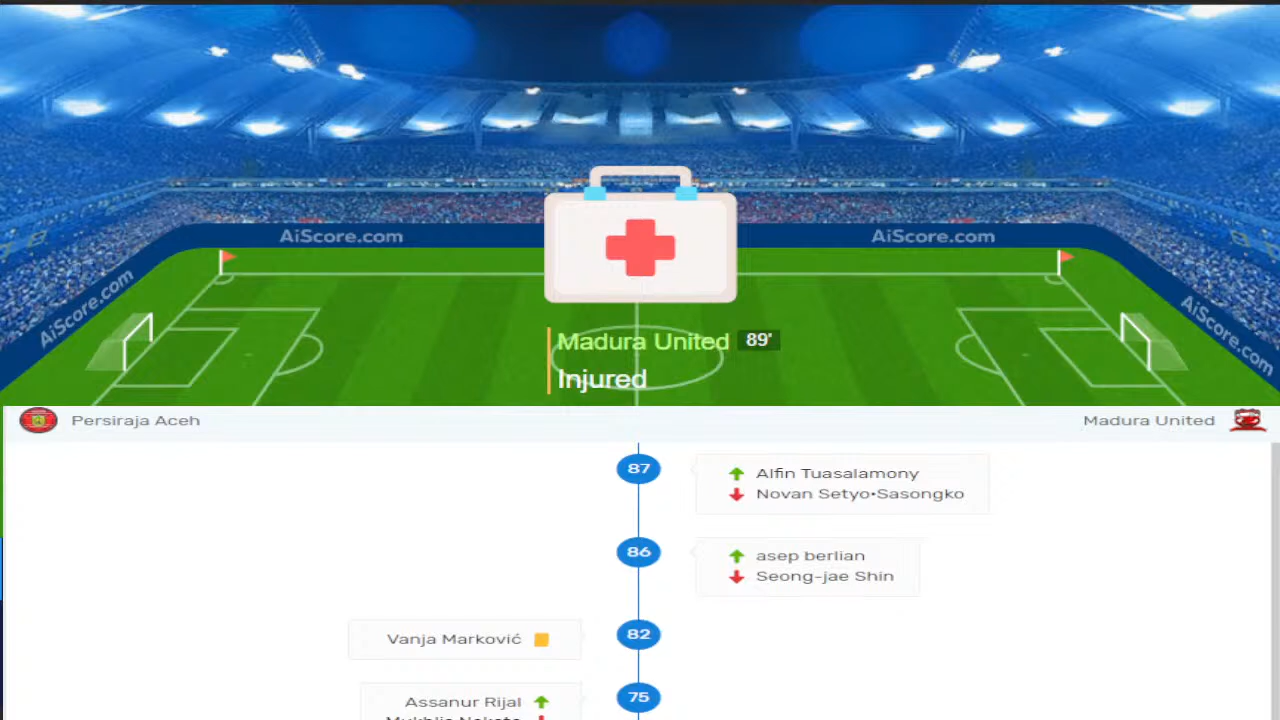 AiScore.com
AiScore.com
AiScore.com
AiScore.com
Madura United 89'
Injured
Persiraja Aceh
Madura United
87
Alfin Tuasalamony
Novan Setyo•Sasongko
86
asep berlian
Seong-jae Shin
Vanja Marković
82
Assanur Rijal
75